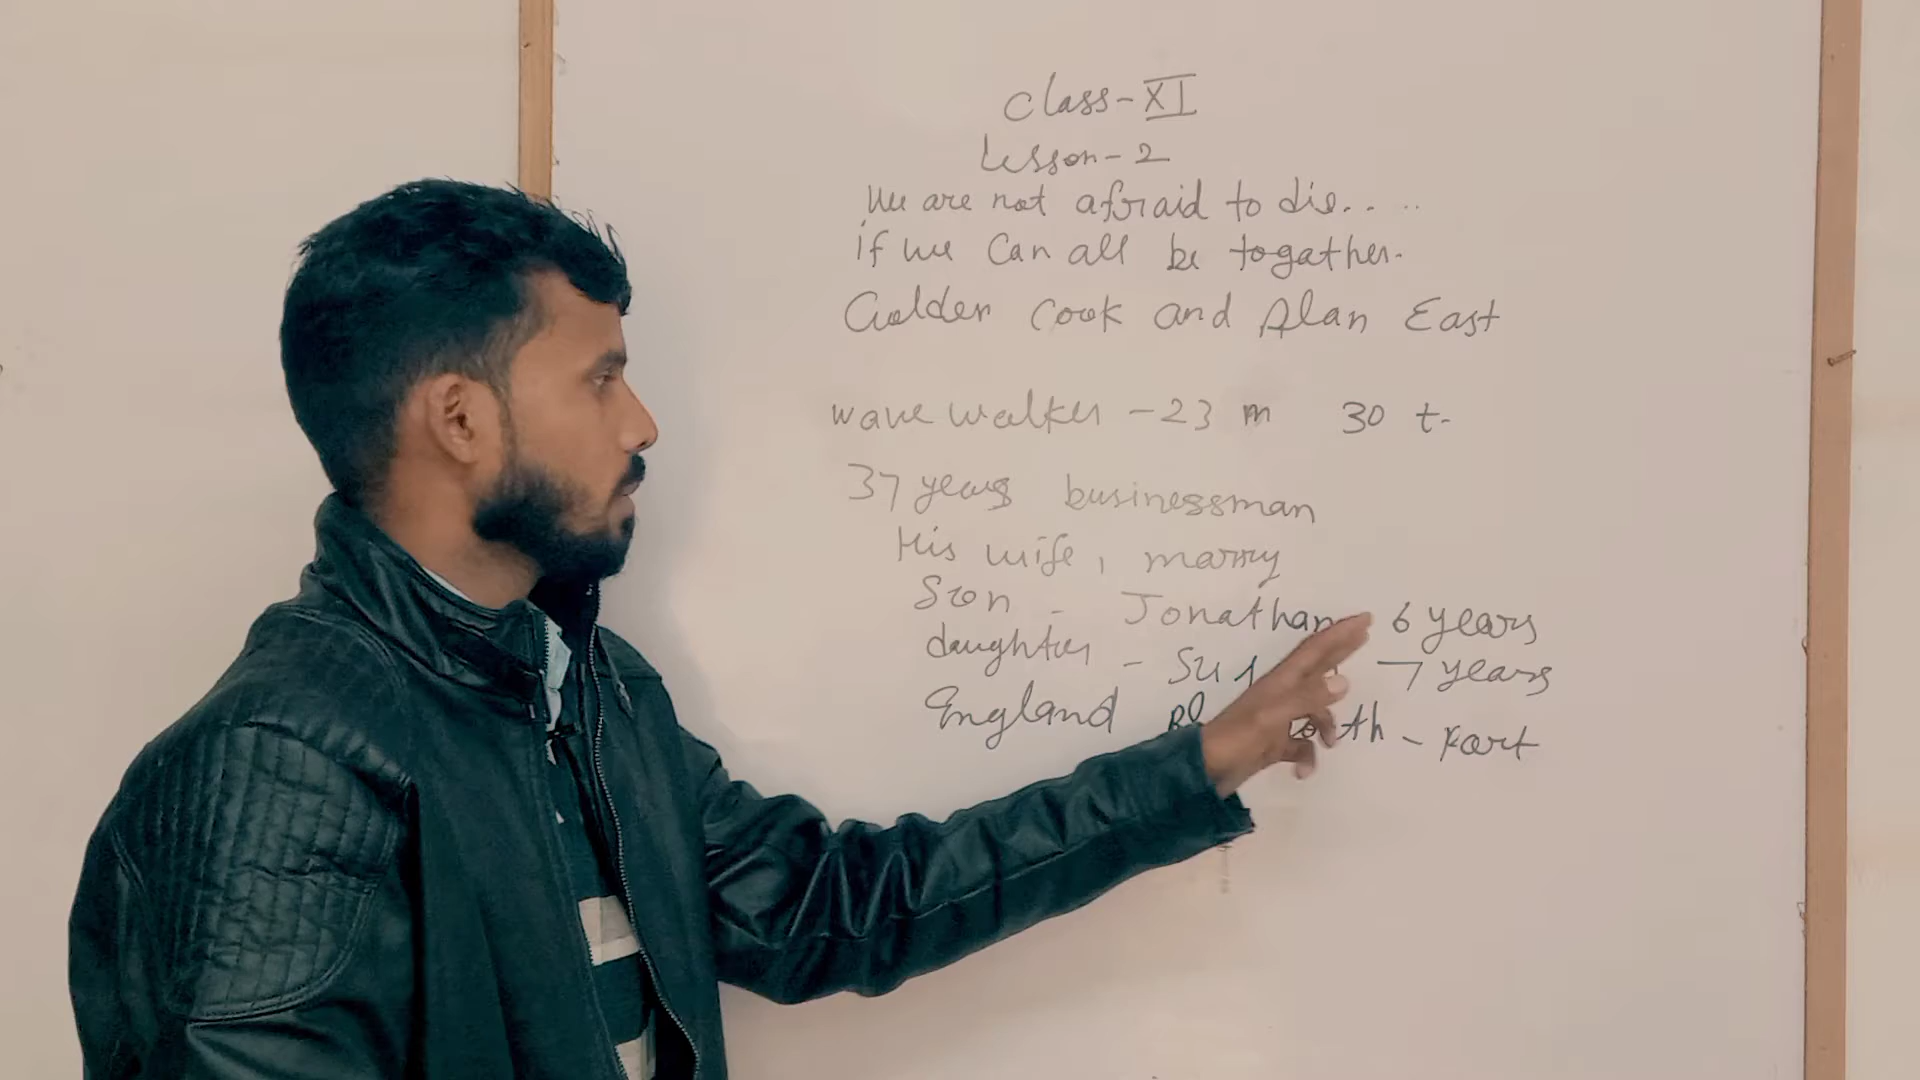 Class - XI
Lesson - 2
We are not afraid to die. . ..
if we can all be togather.
Golden Cook and Alan East
wave walker - 23 m 30 t.
37 years businessman
His wife, marry
Son - Jonathan 6 years
daughter - 7 years
England - Part